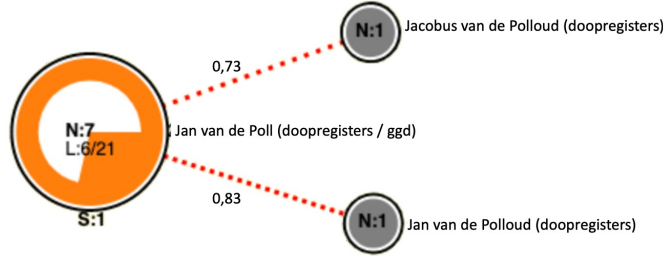 N:1
Jacobus van de Polloud (doopregisters)
0,73
N:7
L:6/21
Jan van de Poll (doopregisters / ggd)
0,83
S:1
N:1
Jan van de Polloud (doopregisters)